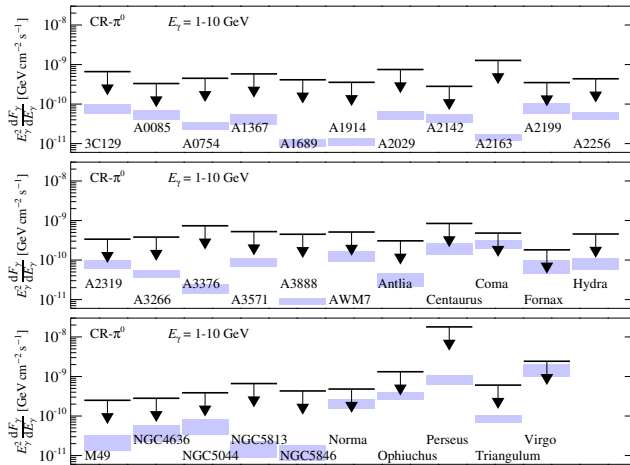 CR-π⁰ E_γ = 1-10 GeV
E_γ² dF_γ/dE_γ [GeV cm⁻² s⁻¹]
10⁻⁸
10⁻⁹
10⁻¹⁰
10⁻¹¹
A0085 A1367 A1914 A2142 A2199
3C129 A0754 A1689 A2029 A2163 A2256
CR-π⁰ E_γ = 1-10 GeV
E_γ² dF_γ/dE_γ [GeV cm⁻² s⁻¹]
10⁻⁸
10⁻⁹
10⁻¹⁰
10⁻¹¹
A2319 A3376 A3888 Antlia Coma Hydra
A3266 A3571 AWM7 Centaurus Fornax
CR-π⁰ E_γ = 1-10 GeV
E_γ² dF_γ/dE_γ [GeV cm⁻² s⁻¹]
10⁻⁸
10⁻⁹
10⁻¹⁰
10⁻¹¹
NGC4636 NGC5813 Norma Perseus Virgo
M49 NGC5044 NGC5846 Ophiuchus Triangulum